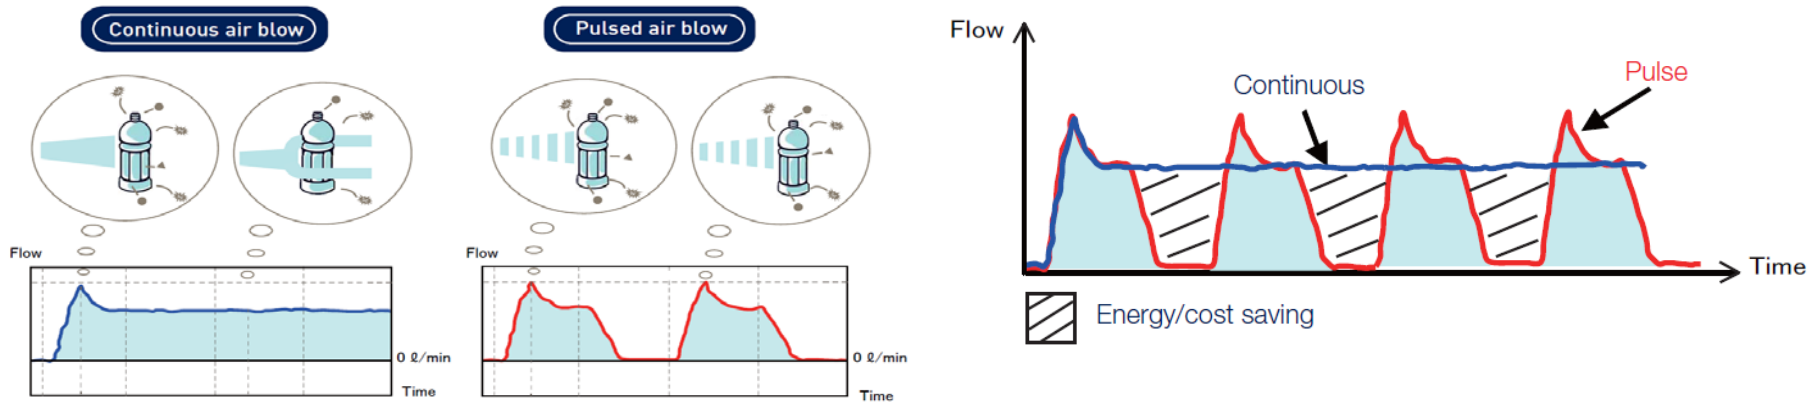 Continuous air blow
Pulsed air blow
Flow
0 ℓ/min
Time
Flow
0 ℓ/min
Time
Flow
Continuous
Pulse
Time
Energy/cost saving